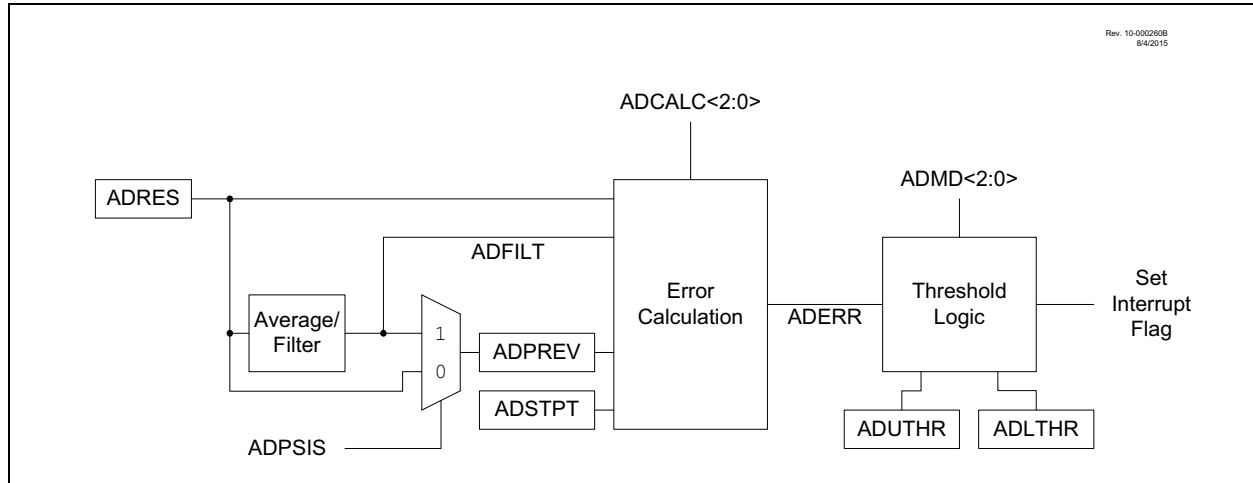 Rev. 10-000260B
8/4/2015
ADCALC<2:0>
ADMD<2:0>
ADRES
ADFILT
Average/
Filter
1
0
ADPREV
ADSTPT
ADPSIS
Error
Calculation
ADERR
Threshold
Logic
Set
Interrupt
Flag
ADUTHR
ADLTHR